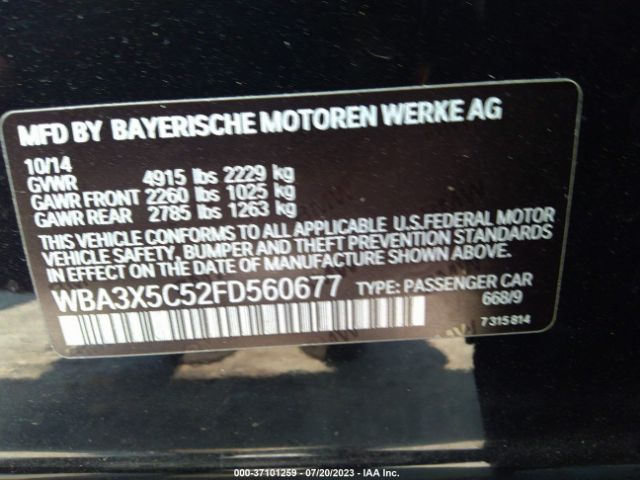 MFD BY BAYERISCHE MOTOREN WERKE AG
10/14
GVWR 4915 lbs 2229 kg
GAWR FRONT 2260 lbs 1025 kg
GAWR REAR 2785 lbs 1263 kg
THIS VEHICLE CONFORMS TO ALL APPLICABLE U.S.FEDERAL MOTOR
VEHICLE SAFETY, BUMPER AND THEFT PREVENTION STANDARDS
IN EFFECT ON THE DATE OF MANUFACTURE SHOWN ABOVE.
WBA3X5C52FD560677 TYPE: PASSENGER CAR
668/9
7 315 814
000-37101259 - 07/20/2023 - IAA Inc.